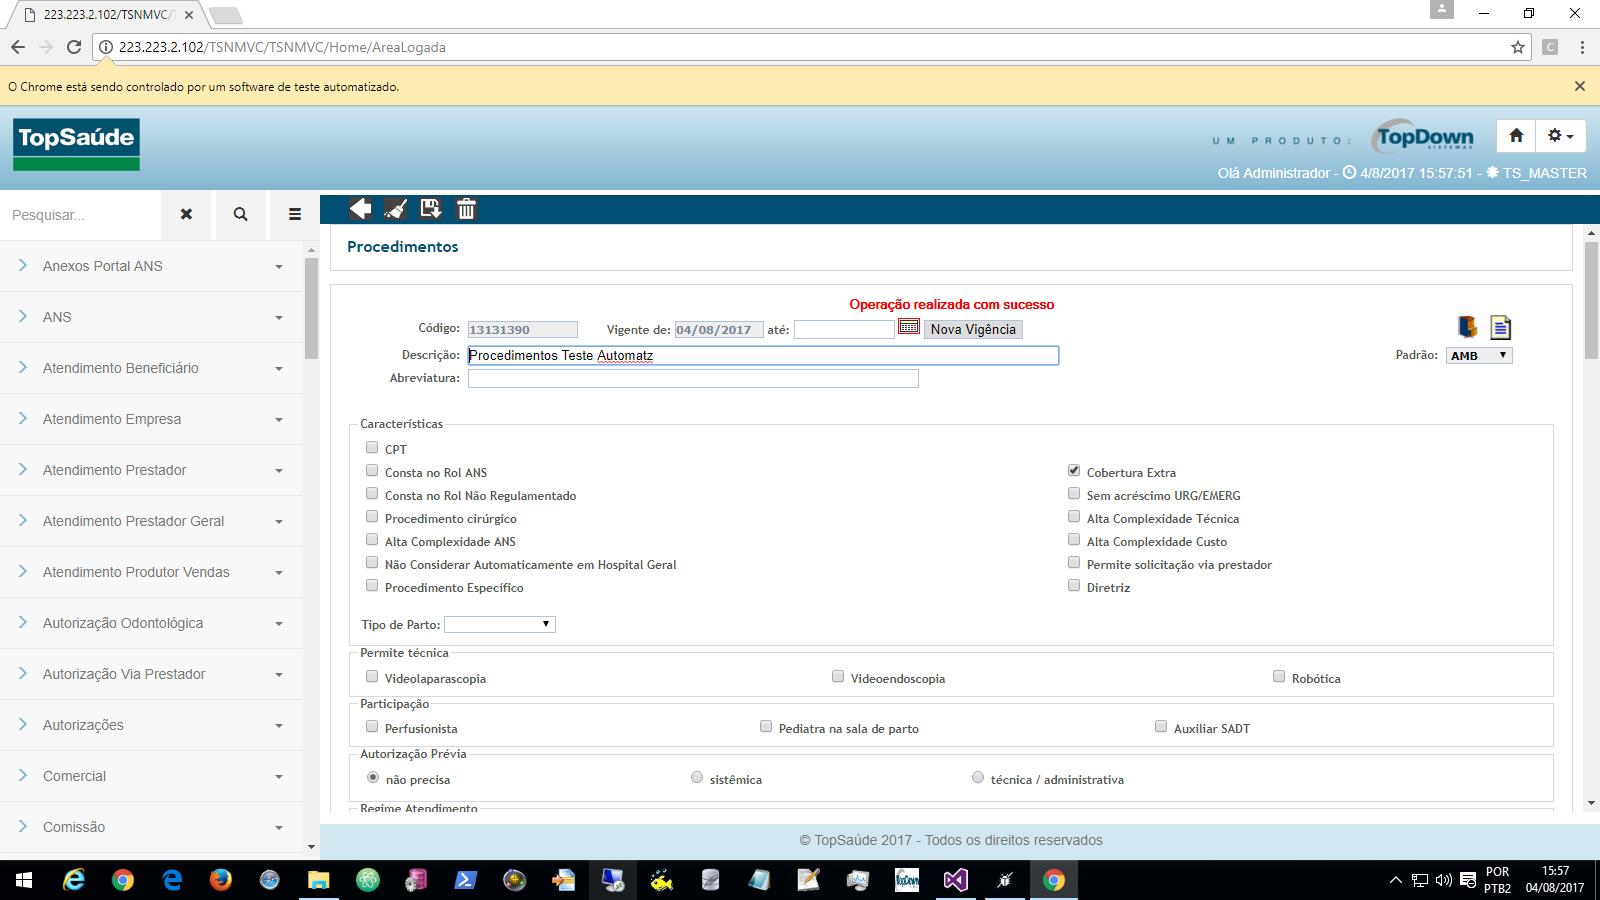 223.223.2.102/TSNMVC/T
223.223.2.102/TSNMVC/TSNMVC/Home/AreaLogada
C
O Chrome está sendo controlado por um software de teste automatizado.
TopSaúde
UM PRODUTO:
TopDown
SISTEMAS
Olá Administrador - 4/8/2017 15:57:51 - TS_MASTER
Pesquisar...
Anexos Portal ANS
ANS
Atendimento Beneficiário
Atendimento Empresa
Atendimento Prestador
Atendimento Prestador Geral
Atendimento Produtor Vendas
Autorização Odontológica
Autorização Via Prestador
Autorizações
Comercial
Comissão
Procedimentos
Operação realizada com sucesso
Código: 13131390 Vigente de: 04/08/2017 até: Nova Vigência
Descrição: Procedimentos Teste Automatz Padrão: AMB
Abreviatura:
Características
CPT
Consta no Rol ANS Cobertura Extra
Consta no Rol Não Regulamentado Sem acréscimo URG/EMERG
Procedimento cirúrgico Alta Complexidade Técnica
Alta Complexidade ANS Alta Complexidade Custo
Não Considerar Automaticamente em Hospital Geral Permite solicitação via prestador
Procedimento Específico Diretriz
Tipo de Parto:
Permite técnica
Videolaparascopia Videoendoscopia Robótica
Participação
Perfusionista Pediatra na sala de parto Auxiliar SADT
Autorização Prévia
não precisa sistêmica técnica / administrativa
Regime Atendimento
© TopSaúde 2017 - Todos os direitos reservados
TopDown
POR
PTB2
15:57
04/08/2017